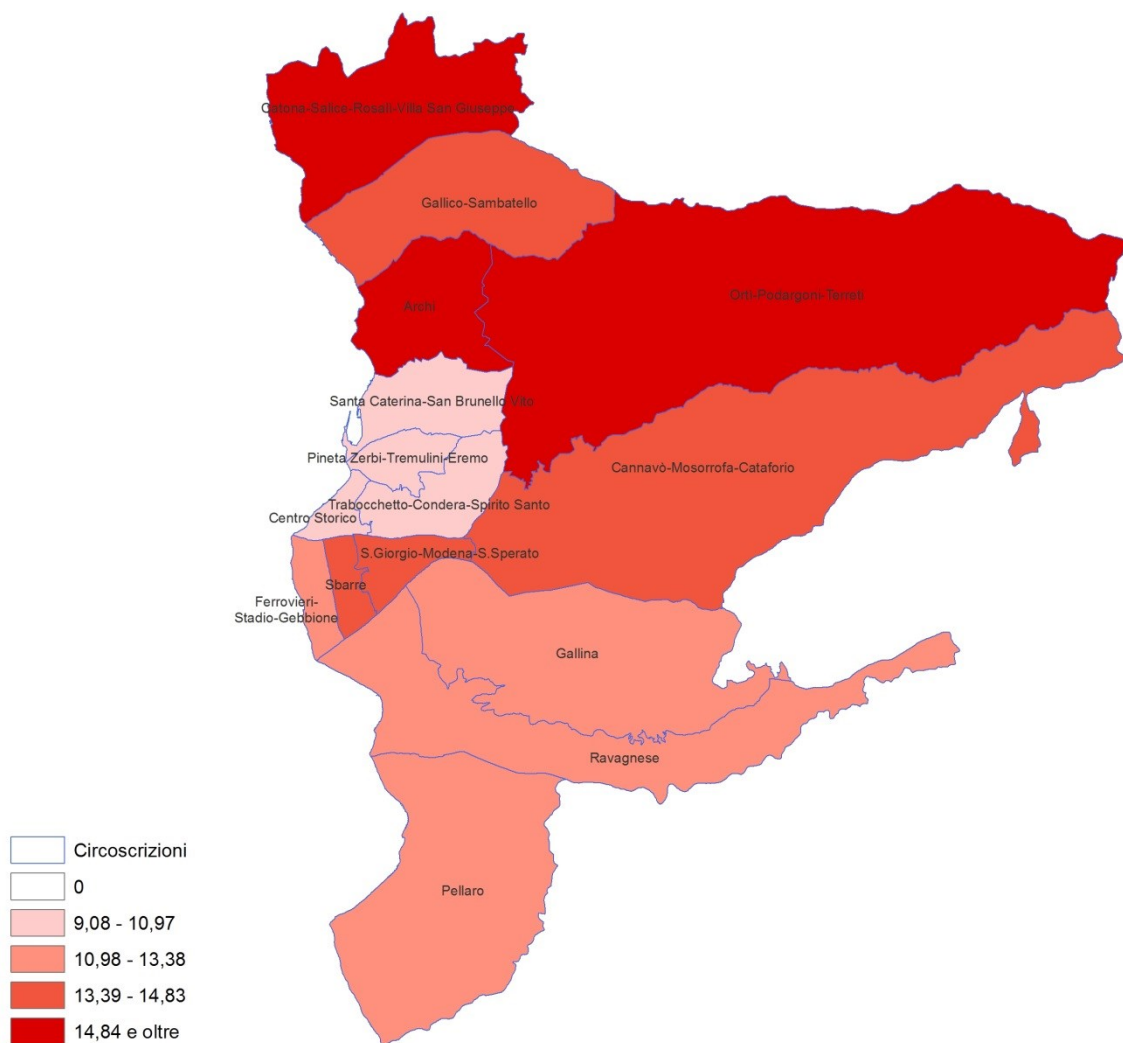 Catona-Salice-Rosalì-Villa San Giuseppe
Gallico-Sambatello
Archi
Orti-Podargoni-Terreti
Santa Caterina-San Brunello Vito
Pineta Zerbi-Tremulini-Eremo
Cannavò-Mosorrofa-Cataforio
Trabocchetto-Condera-Spirito Santo
Centro Storico
S.Giorgio-Modena-S.Sperato
Sbarre
Ferrovieri-
Stadio-Gebbione
Gallina
Ravagnese
Pellaro
Circoscrizioni
0
9,08 - 10,97
10,98 - 13,38
13,39 - 14,83
14,84 e oltre